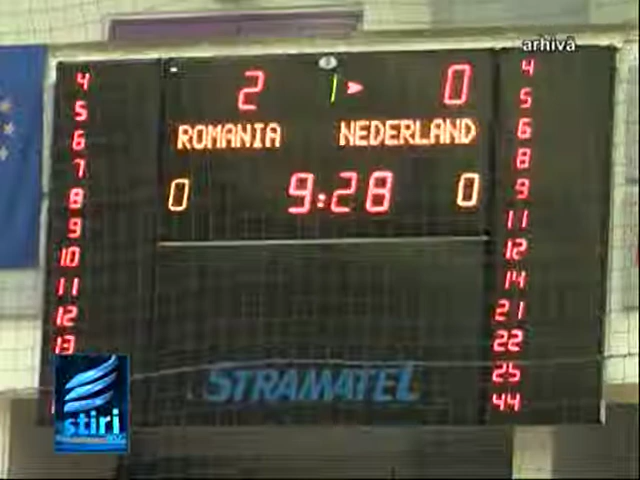 arhivă
2 1 0
ROMANIA NEDERLAND
0 9:28 0
4 4
5 5
6 6
7 8
8 9
9 11
10 12
11 14
12 21
13 22
25
44
STRAMATEL
stiri